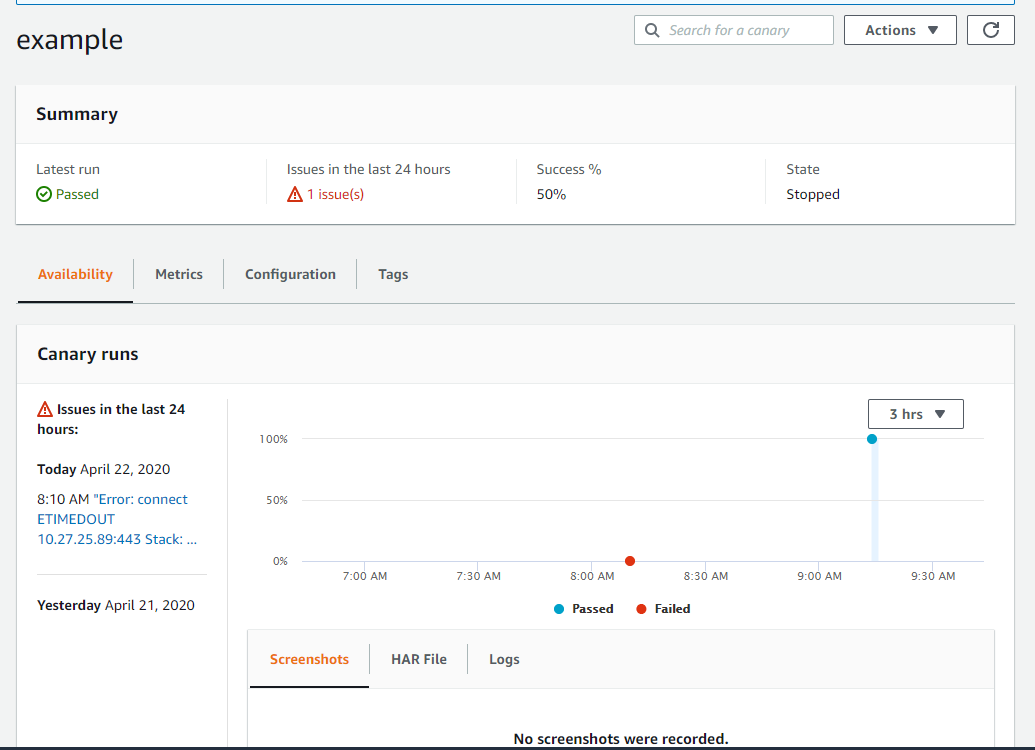 example
Search for a canary
Actions
Summary
Latest run
Issues in the last 24 hours
Success %
State
Passed
1 issue(s)
50%
Stopped
Availability
Metrics
Configuration
Tags
Canary runs
Issues in the last 24
hours:
Today April 22, 2020
8:10 AM "Error: connect
ETIMEDOUT
10.27.25.89:443 Stack: ...
Yesterday April 21, 2020
3 hrs
100%
50%
0%
7:00 AM
7:30 AM
8:00 AM
8:30 AM
9:00 AM
9:30 AM
Passed
Failed
Screenshots
HAR File
Logs
No screenshots were recorded.